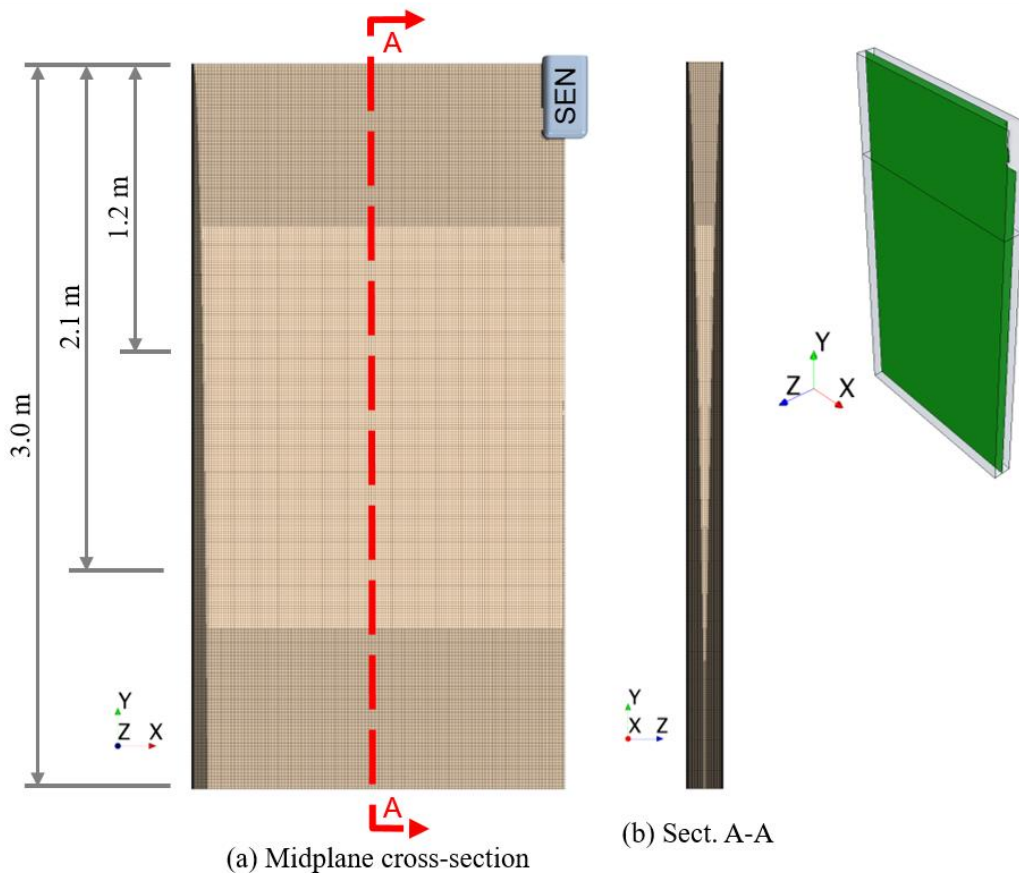 A
SEN
1.2 m
2.1 m
3.0 m
Y
Z X
A
(a) Midplane cross-section
Y
X Z
(b) Sect. A-A
Y
Z X